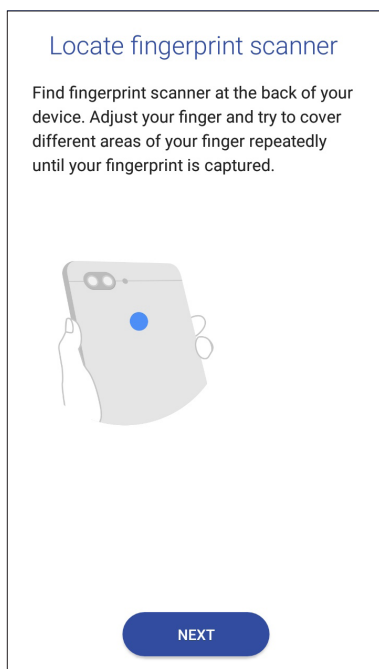 Locate fingerprint scanner
Find fingerprint scanner at the back of your
device. Adjust your finger and try to cover
different areas of your finger repeatedly
until your fingerprint is captured.
NEXT